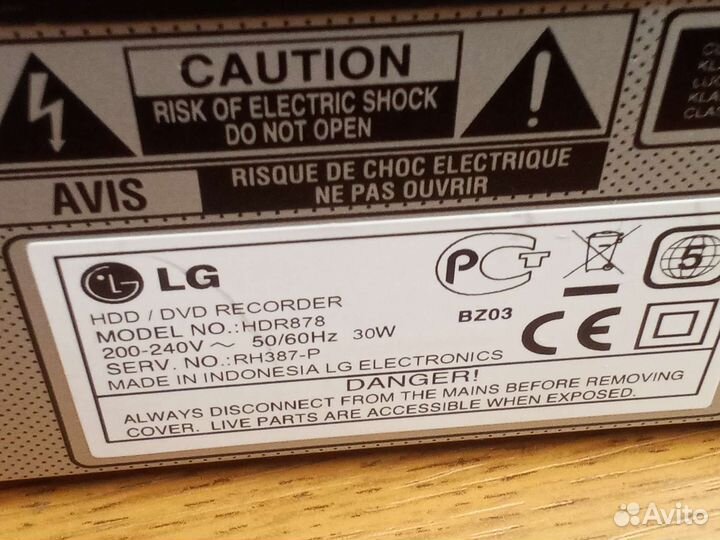 CAUTION
RISK OF ELECTRIC SHOCK
DO NOT OPEN
AVIS
RISQUE DE CHOC ELECTRIQUE
NE PAS OUVRIR
LG
HDD / DVD RECORDER
MODEL NO.:HDR878
200-240V ~ 50/60Hz 30W
SERV. NO.:RH387-P
MADE IN INDONESIA LG ELECTRONICS
PCT
BZ03
CE
5
DANGER!
ALWAYS DISCONNECT FROM THE MAINS BEFORE REMOVING
COVER. LIVE PARTS ARE ACCESSIBLE WHEN EXPOSED.
Avito